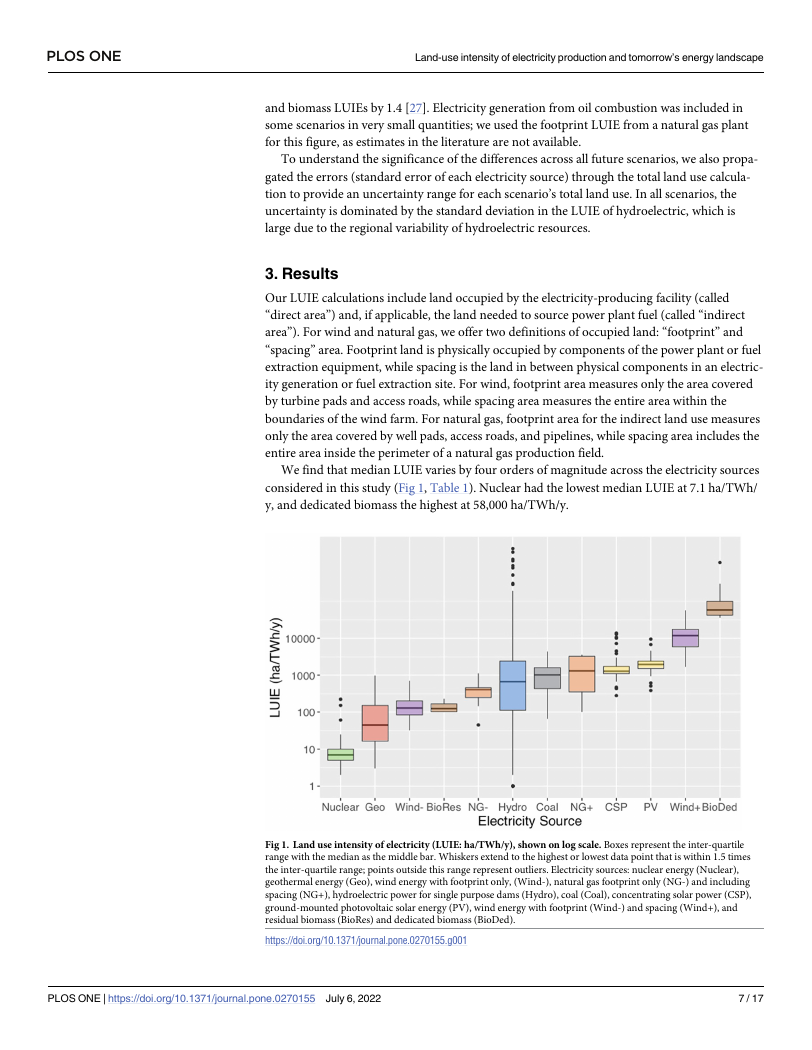 PLOS ONE
Land-use intensity of electricity production and tomorrow's energy landscape
and biomass LUIEs by 1.4 [27]. Electricity generation from oil combustion was included in
some scenarios in very small quantities; we used the footprint LUIE from a natural gas plant
for this figure, as estimates in the literature are not available.
To understand the significance of the differences across all future scenarios, we also propa-
gated the errors (standard error of each electricity source) through the total land use calcula-
tion to provide an uncertainty range for each scenario's total land use. In all scenarios, the
uncertainty is dominated by the standard deviation in the LUIE of hydroelectric, which is
large due to the regional variability of hydroelectric resources.
3. Results
Our LUIE calculations include land occupied by the electricity-producing facility (called
“direct area”) and, if applicable, the land needed to source power plant fuel (called “indirect
area”). For wind and natural gas, we offer two definitions of occupied land: “footprint” and
“spacing” area. Footprint land is physically occupied by components of the power plant or fuel
extraction equipment, while spacing is the land in between physical components in an electric-
ity generation or fuel extraction site. For wind, footprint area measures only the area covered
by turbine pads and access roads, while spacing area measures the entire area within the
boundaries of the wind farm. For natural gas, footprint area for the indirect land use measures
only the area covered by well pads, access roads, and pipelines, while spacing area includes the
entire area inside the perimeter of a natural gas production field.
We find that median LUIE varies by four orders of magnitude across the electricity sources
considered in this study (Fig 1, Table 1). Nuclear had the lowest median LUIE at 7.1 ha/TWh/
y, and dedicated biomass the highest at 58,000 ha/TWh/y.
LUIE (ha/TWh/y)
10000
1000
100
10
1
Nuclear Geo Wind- BioRes NG- Hydro Coal NG+ CSP PV Wind+ BioDed
Electricity Source
Fig 1. Land use intensity of electricity (LUIE: ha/TWh/y), shown on log scale. Boxes represent the inter-quartile
range with the median as the middle bar. Whiskers extend to the highest or lowest data point that is within 1.5 times
the inter-quartile range; points outside this range represent outliers. Electricity sources: nuclear energy (Nuclear),
geothermal energy (Geo), wind energy with footprint only, (Wind-), natural gas footprint only (NG-) and including
spacing (NG+), hydroelectric power for single purpose dams (Hydro), coal (Coal), concentrating solar power (CSP),
ground-mounted photovoltaic solar energy (PV), wind energy with footprint (Wind-) and spacing (Wind+), and
residual biomass (BioRes) and dedicated biomass (BioDed).
https://doi.org/10.1371/journal.pone.0270155.g001
PLOS ONE | https://doi.org/10.1371/journal.pone.0270155 July 6, 2022
7 / 17